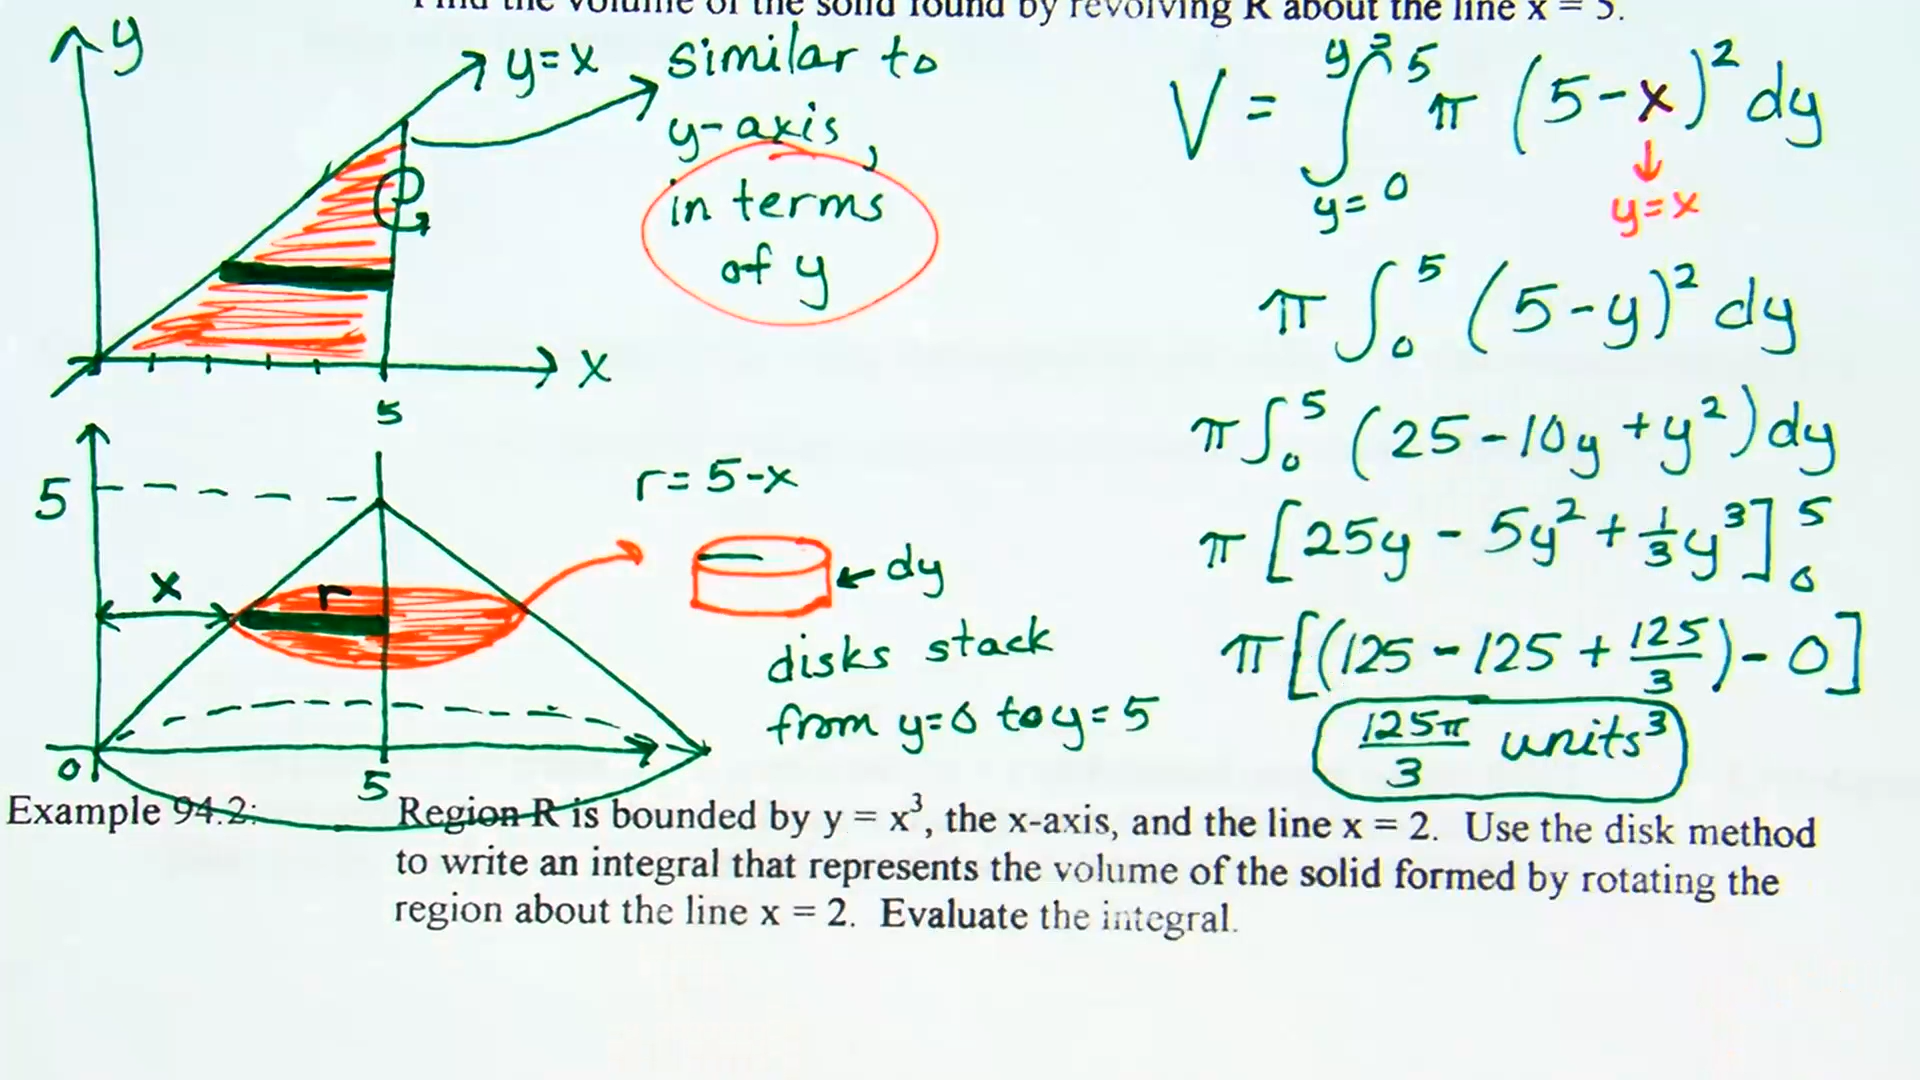 Find the volume of the solid found by revolving R about the line x = 5.
y
y=x
similar to
y-axis,
in terms
of y
x
5
V = ∫ y=0 y=5 π (5-x)² dy
↓
y=x
π ∫₀⁵ (5-y)² dy
π ∫₀⁵ (25-10y+y²) dy
π [25y - 5y² + 1/3 y³]₀⁵
π [(125 - 125 + 125/3) - 0]
125π/3 units³
5
x
r
r = 5-x
← dy
disks stack
from y=0 to y=5
0
5
Example 94.2: Region R is bounded by y = x³, the x-axis, and the line x = 2. Use the disk method
to write an integral that represents the volume of the solid formed by rotating the
region about the line x = 2. Evaluate the integral.